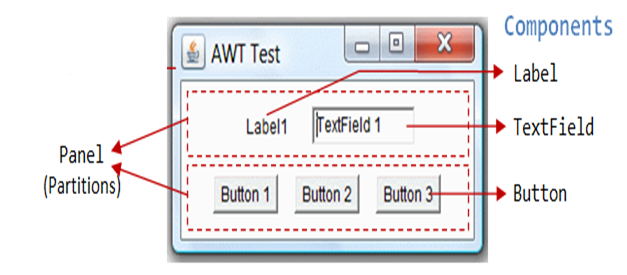 Components
AWT Test
Label
Label1
TextField 1
TextField
Panel
(Partitions)
Button 1
Button 2
Button 3
Button